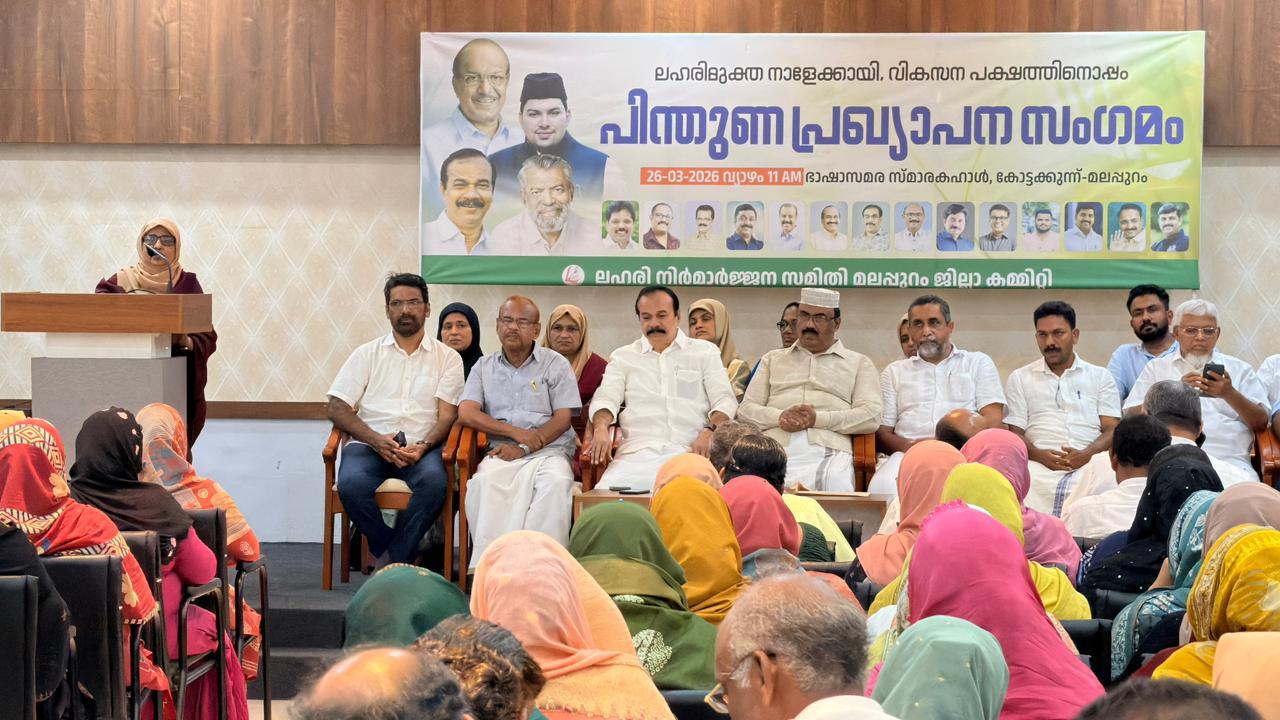 ലഹരിമുക്ത നാളേക്കായി, വികസന പക്ഷത്തിനൊപ്പം
പിന്തുണ പ്രഖ്യാപന സംഗമം
26-03-2026 വ്യാഴം 11 AM ഭാഷാസമര സ്മാരകഹാൾ, കോട്ടക്കുന്ന്-മലപ്പുറം
ലഹരി നിർമാർജ്ജന സമിതി മലപ്പുറം ജില്ലാ കമ്മിറ്റി